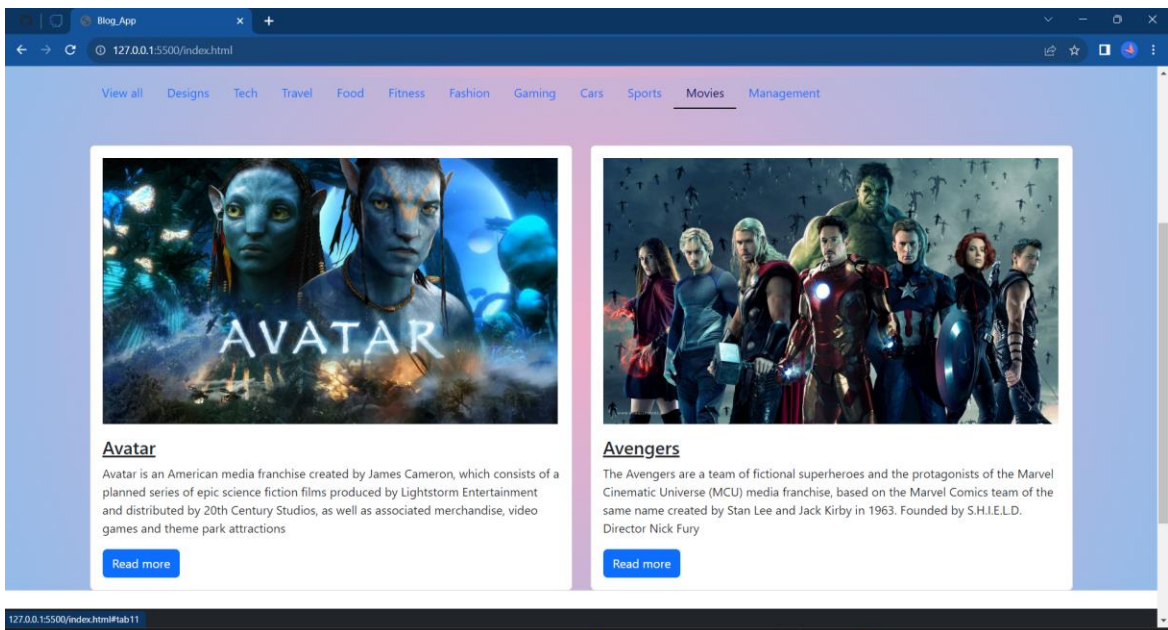 Blog_App
127.0.0.1:5500/index.html
View all Designs Tech Travel Food Fitness Fashion Gaming Cars Sports Movies Management
AVATAR
Avatar
Avatar is an American media franchise created by James Cameron, which consists of a
planned series of epic science fiction films produced by Lightstorm Entertainment
and distributed by 20th Century Studios, as well as associated merchandise, video
games and theme park attractions
Read more
Avengers
The Avengers are a team of fictional superheroes and the protagonists of the Marvel
Cinematic Universe (MCU) media franchise, based on the Marvel Comics team of the
same name created by Stan Lee and Jack Kirby in 1963. Founded by S.H.I.E.L.D.
Director Nick Fury
Read more
127.0.0.1:5500/index.html#tab11